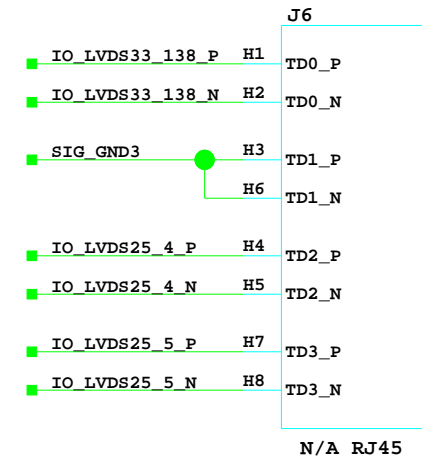 J6
IO_LVDS33_138_P H1 TD0_P
IO_LVDS33_138_N H2 TD0_N
SIG_GND3 H3 TD1_P
H6 TD1_N
IO_LVDS25_4_P H4 TD2_P
IO_LVDS25_4_N H5 TD2_N
IO_LVDS25_5_P H7 TD3_P
IO_LVDS25_5_N H8 TD3_N
N/A RJ45